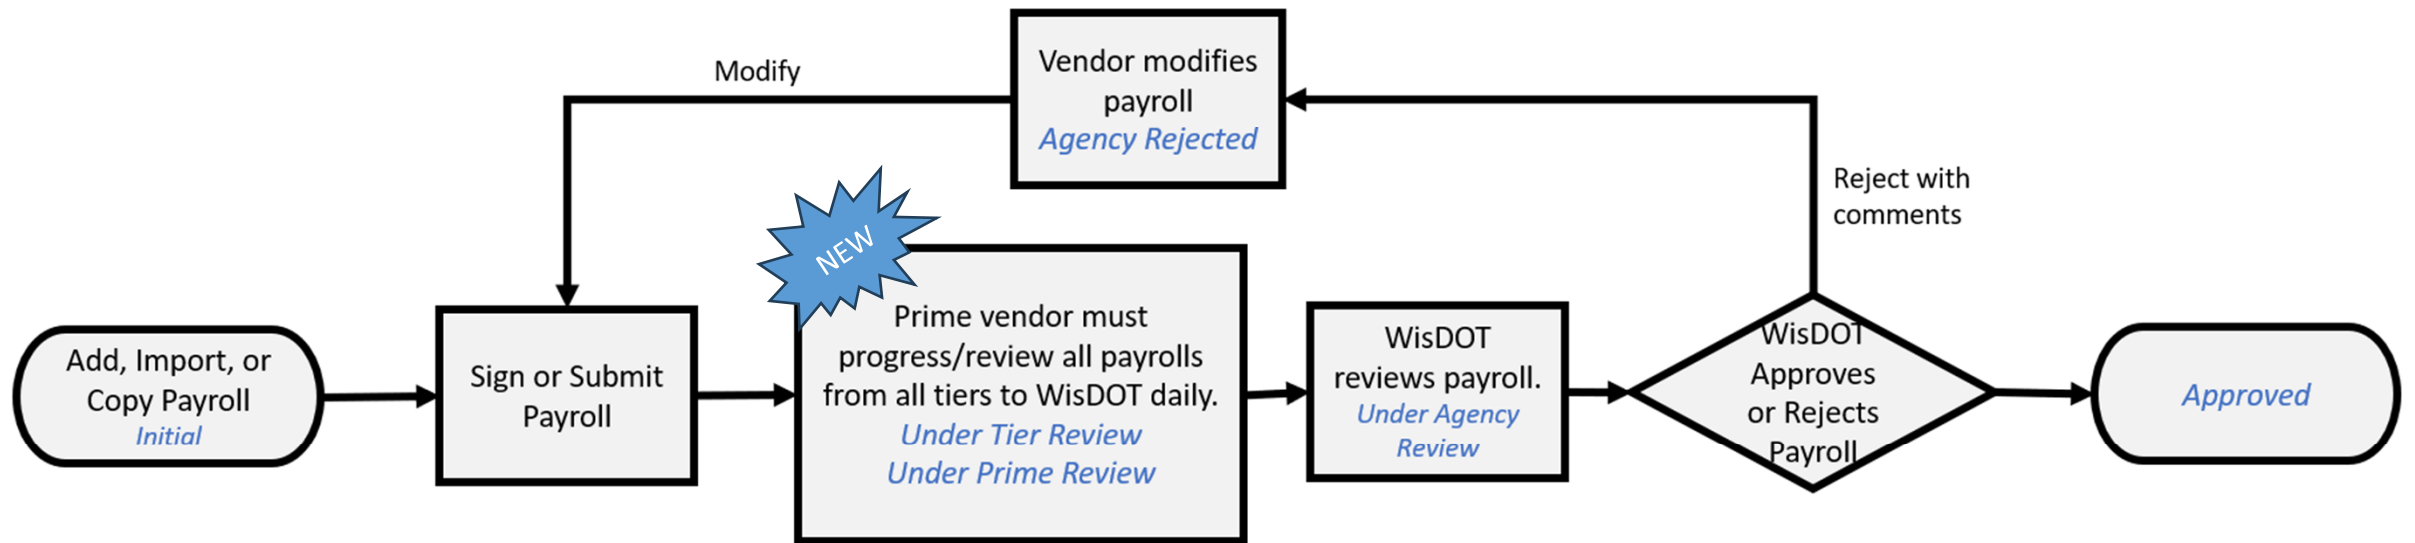 Vendor modifies
payroll
Agency Rejected
Modify
Reject with
comments
NEW
Add, Import, or
Copy Payroll
Initial
Sign or Submit
Payroll
Prime vendor must
progress/review all payrolls
from all tiers to WisDOT daily.
Under Tier Review
Under Prime Review
WisDOT
reviews payroll.
Under Agency
Review
WisDOT
Approves
or Rejects
Payroll
Approved